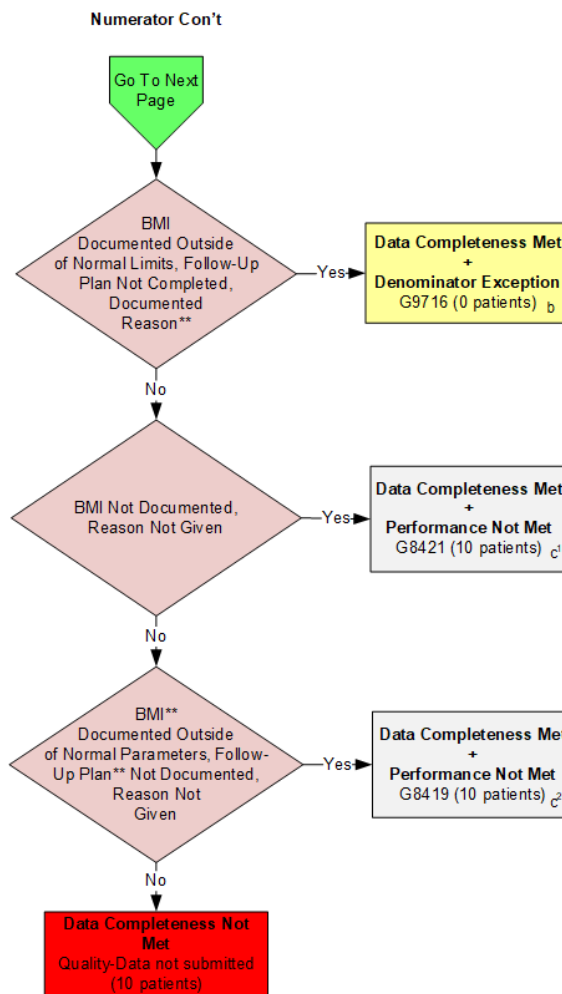 Numerator Con't
Go To Next
Page
BMI
Documented Outside
of Normal Limits, Follow-Up
Plan Not Completed,
Documented
Reason**
Yes
Data Completeness Met
+
Denominator Exception
G9716 (0 patients) b
No
BMI Not Documented,
Reason Not Given
Yes
Data Completeness Met
+
Performance Not Met
G8421 (10 patients) c¹
No
BMI**
Documented Outside
of Normal Parameters, Follow-
Up Plan** Not Documented,
Reason Not
Given
Yes
Data Completeness Met
+
Performance Not Met
G8419 (10 patients) c²
No
Data Completeness Not
Met
Quality-Data not submitted
(10 patients)